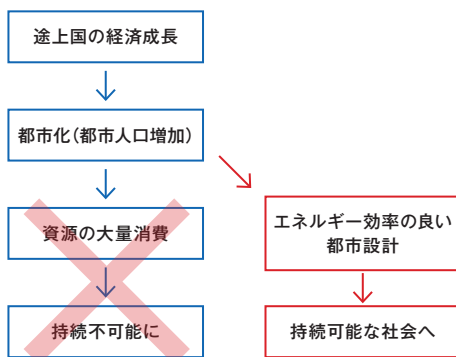 途上国の経済成長
都市化(都市人口増加)
資源の大量消費
エネルギー効率の良い
都市設計
持続不可能に
持続可能な社会へ